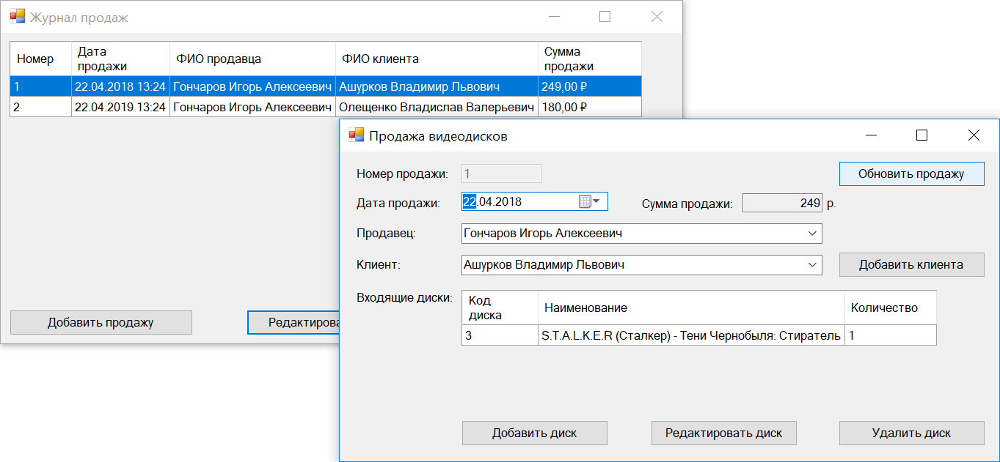 Журнал продаж
Номер Дата продажи ФИО продавца ФИО клиента Сумма продажи
1 22.04.2018 13:24 Гончаров Игорь Алексеевич Ашурков Владимир Львович 249,00 ₽
2 22.04.2019 13:24 Гончаров Игорь Алексеевич Олещенко Владислав Валерьевич 180,00 ₽
Добавить продажу
Продажа видеодисков
Номер продажи: 1 Обновить продажу
Дата продажи: 22.04.2018 Сумма продажи: 249 р.
Продавец: Гончаров Игорь Алексеевич
Клиент: Ашурков Владимир Львович Добавить клиента
Входящие диски:
Код диска Наименование Количество
3 S.T.A.L.K.E.R (Сталкер) - Тени Чернобыля: Стиратель 1
Добавить диск Редактировать диск Удалить диск